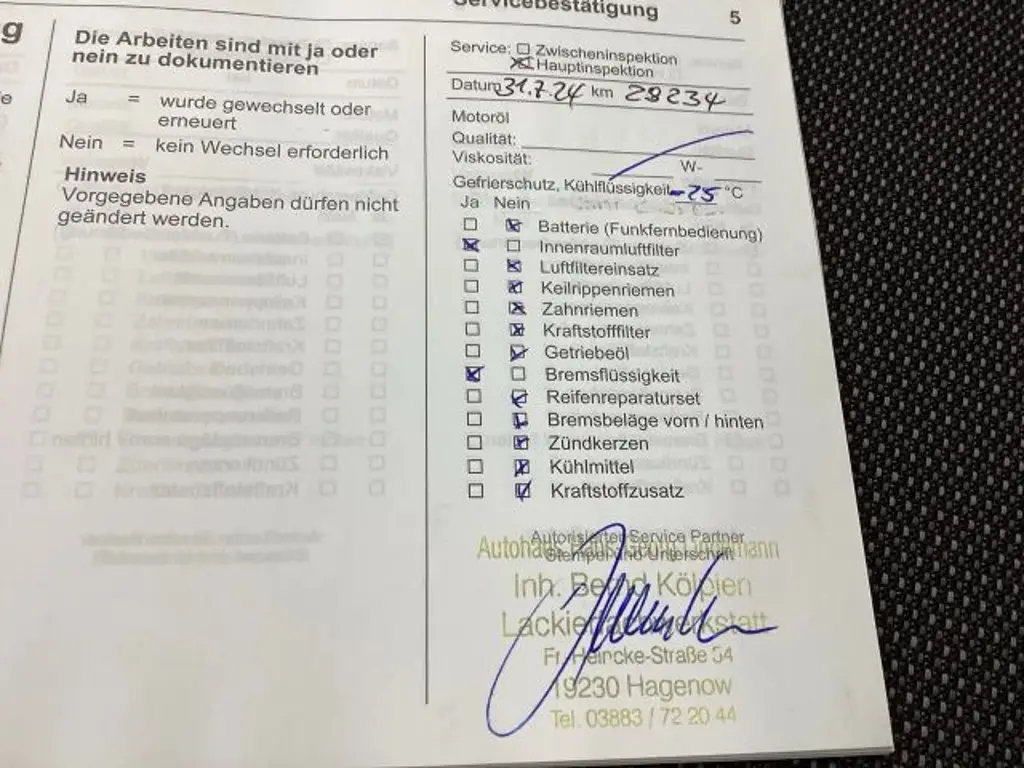 Servicebestätigung
5
g
Die Arbeiten sind mit ja oder
nein zu dokumentieren
Ja = wurde gewechselt oder
erneuert
Nein = kein Wechsel erforderlich
Hinweis
Vorgegebene Angaben dürfen nicht
geändert werden.
Service: Zwischeninspektion
Hauptinspektion
Datum 31.7.24 km 28234
Motoröl
Qualität:
Viskosität: W-
Gefrierschutz, Kühlflüssigkeit -25 °C
Ja Nein
Batterie (Funkfernbedienung)
Innenraumluftfilter
Luftfiltereinsatz
Keilrippenriemen
Zahnriemen
Kraftstofffilter
Getriebeöl
Bremsflüssigkeit
Reifenreparaturset
Bremsbeläge vorn / hinten
Zündkerzen
Kühlmittel
Kraftstoffzusatz
Autorisierter Service Partner
Stempel und Unterschrift
Autohaus
Inh. Bernd Kölpien
Fr.-Heincke-Straße 54
19230 Hagenow
Tel. 03883 / 72 20 44